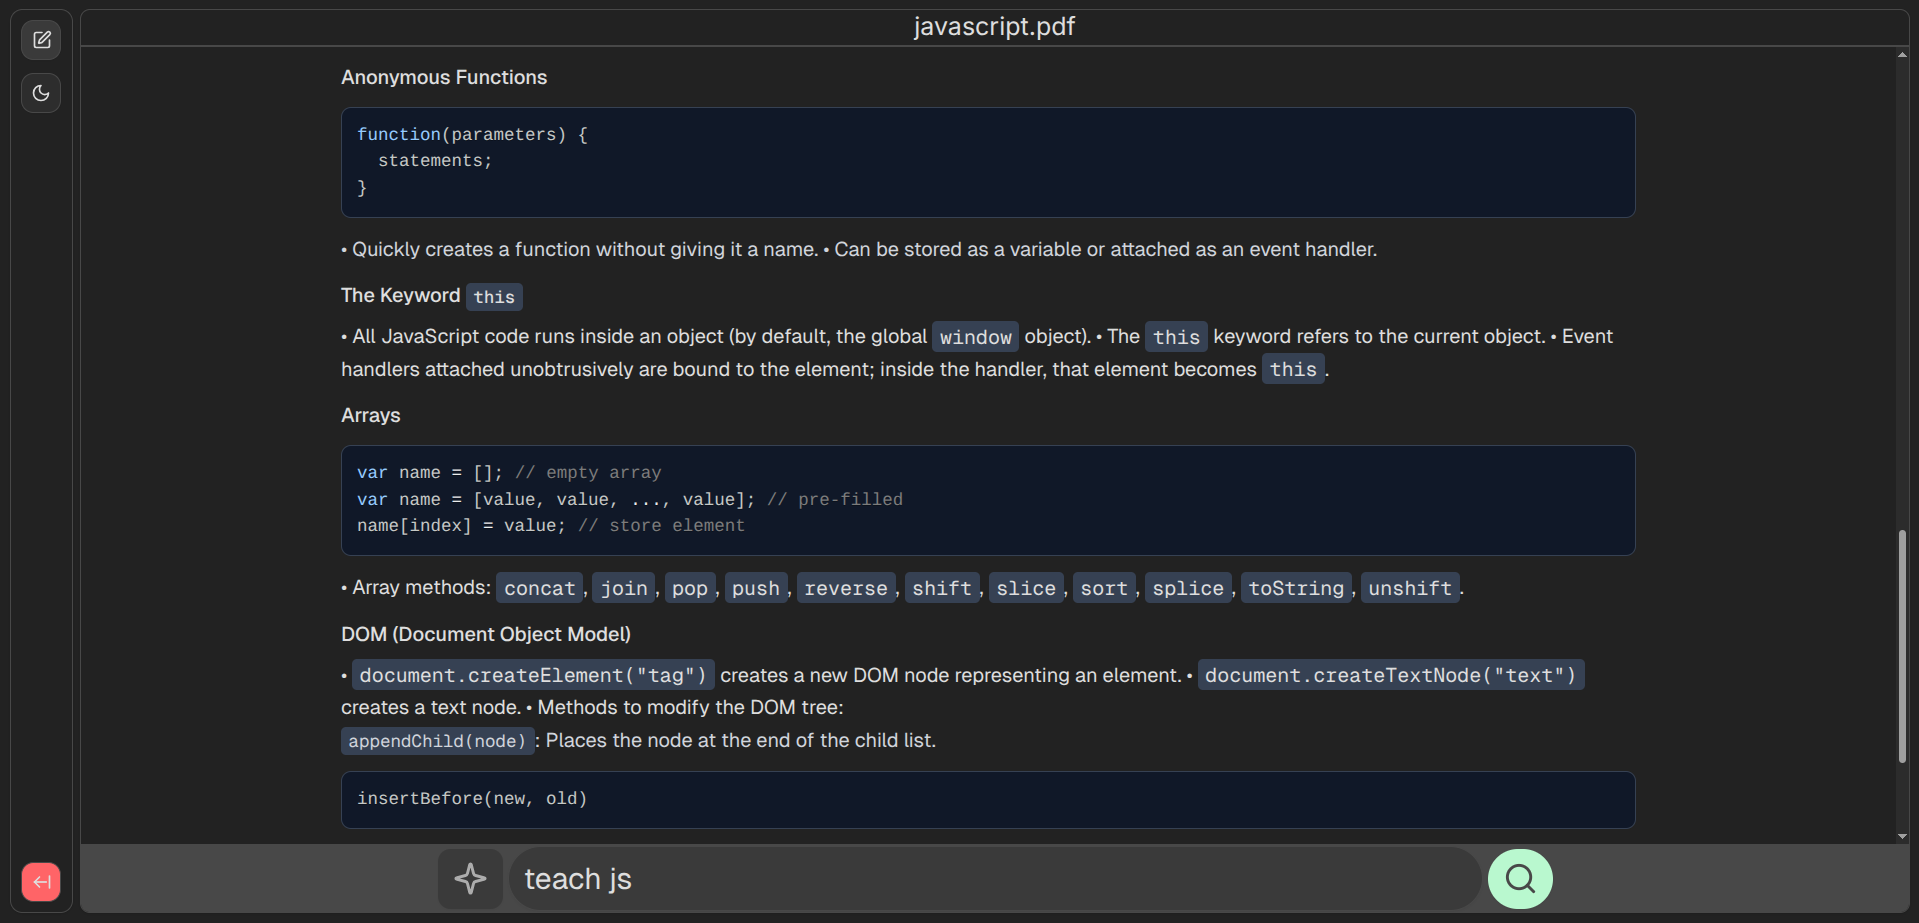 javascript.pdf
Anonymous Functions
function(parameters) {
  statements;
}
• Quickly creates a function without giving it a name. • Can be stored as a variable or attached as an event handler.
The Keyword this
• All JavaScript code runs inside an object (by default, the global window object). • The this keyword refers to the current object. • Event
handlers attached unobtrusively are bound to the element; inside the handler, that element becomes this.
Arrays
var name = []; // empty array
var name = [value, value, ..., value]; // pre-filled
name[index] = value; // store element
• Array methods: concat, join, pop, push, reverse, shift, slice, sort, splice, toString, unshift.
DOM (Document Object Model)
• document.createElement("tag") creates a new DOM node representing an element. • document.createTextNode("text")
creates a text node. • Methods to modify the DOM tree:
appendChild(node): Places the node at the end of the child list.
insertBefore(new, old)
teach js